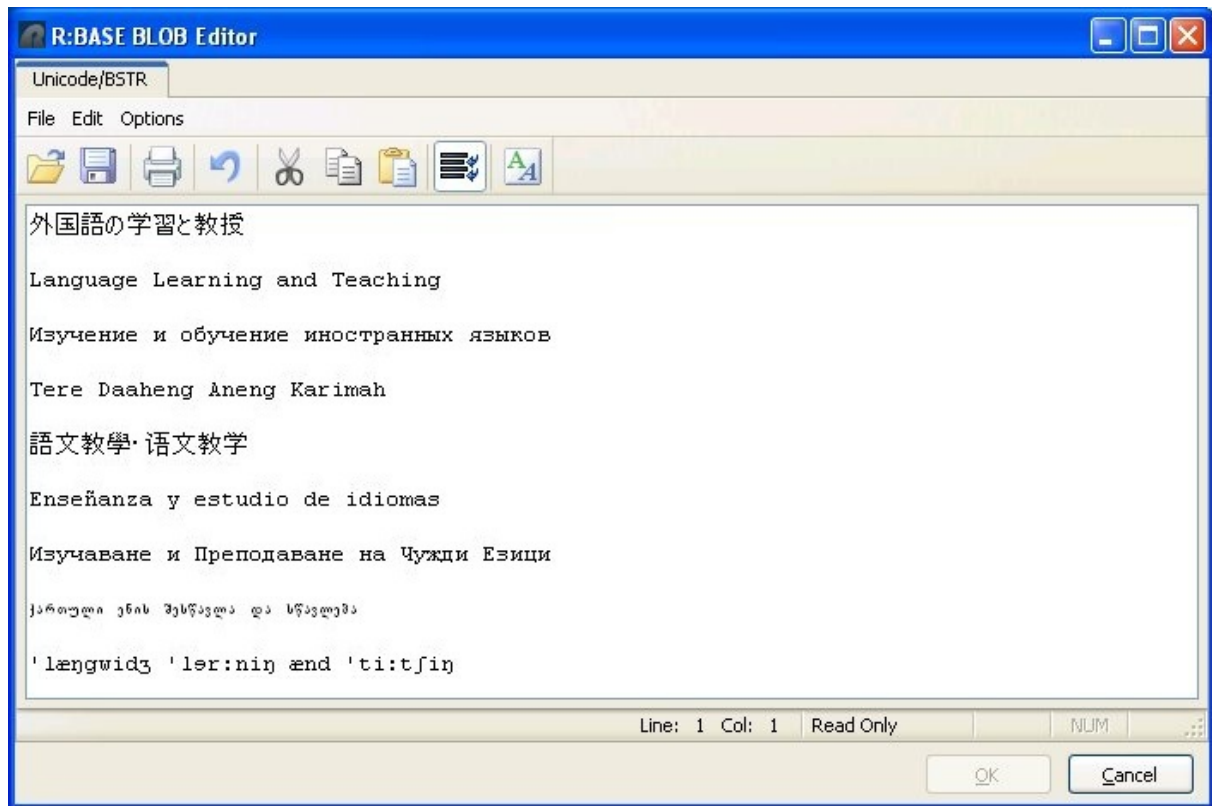 R:BASE BLOB Editor
Unicode/BSTR
File Edit Options
外国語の学習と教授
Language Learning and Teaching
Изучение и обучение иностранных языков
Tere Daaheng Aneng Karimah
語文教學·语文教学
Enseñanza y estudio de idiomas
Изучаване и Преподаване на Чужди Езици
ქართული ენის შესწავლა და სწავლება
'læŋgwidʒ 'lɘr:niŋ ænd 'ti:tʃiŋ
Line: 1 Col: 1 Read Only NUM
OK Cancel